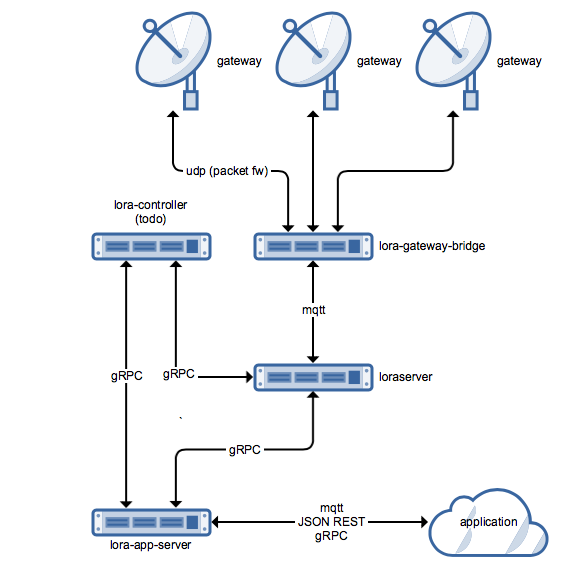 gateway
gateway
gateway
udp (packet fw)
lora-controller
(todo)
lora-gateway-bridge
mqtt
gRPC
gRPC
loraserver
`
gRPC
mqtt
JSON REST
gRPC
application
lora-app-server